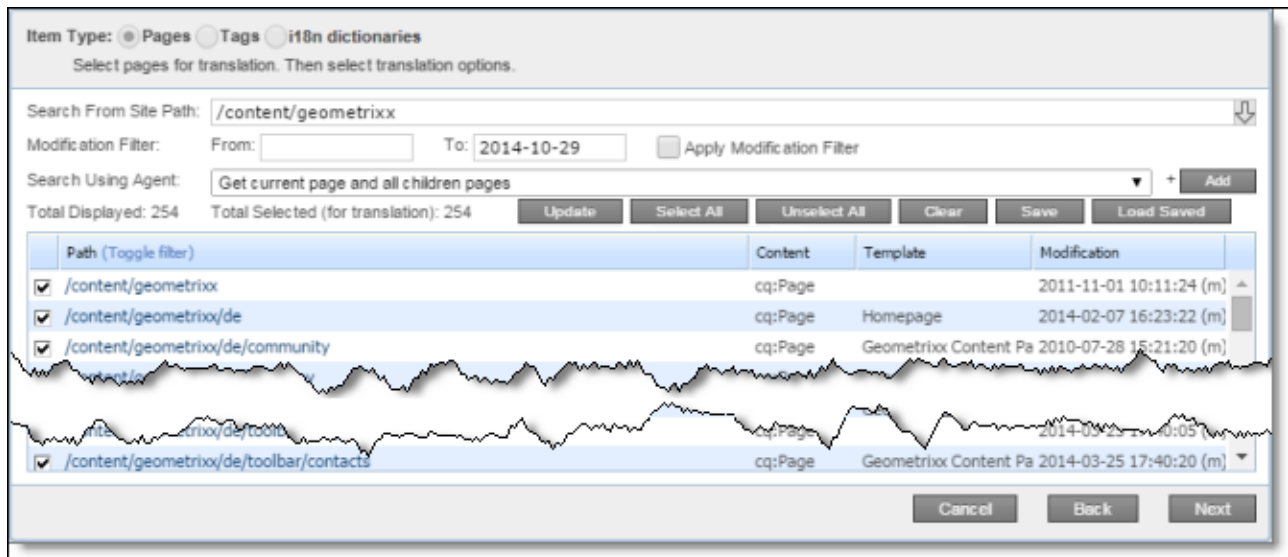 Item Type: Pages Tags i18n dictionaries
Select pages for translation. Then select translation options.
Search From Site Path: /content/geometrixx
Modification Filter: From: To: 2014-10-29 Apply Modification Filter
Search Using Agent: Get current page and all children pages + Add
Total Displayed: 254 Total Selected (for translation): 254 Update Select All Unselect All Clear Save Load Saved
Path (Toggle filter) Content Template Modification
/content/geometrixx cq:Page 2011-11-01 10:11:24 (m)
/content/geometrixx/de cq:Page Homepage 2014-02-07 16:23:22 (m)
/content/geometrixx/de/community cq:Page Geometrixx Content Pa 2010-07-28 15:21:20 (m)
/content/geometrixx/de/toolbar/contacts cq:Page Geometrixx Content Pa 2014-03-25 17:40:20 (m)
Cancel Back Next